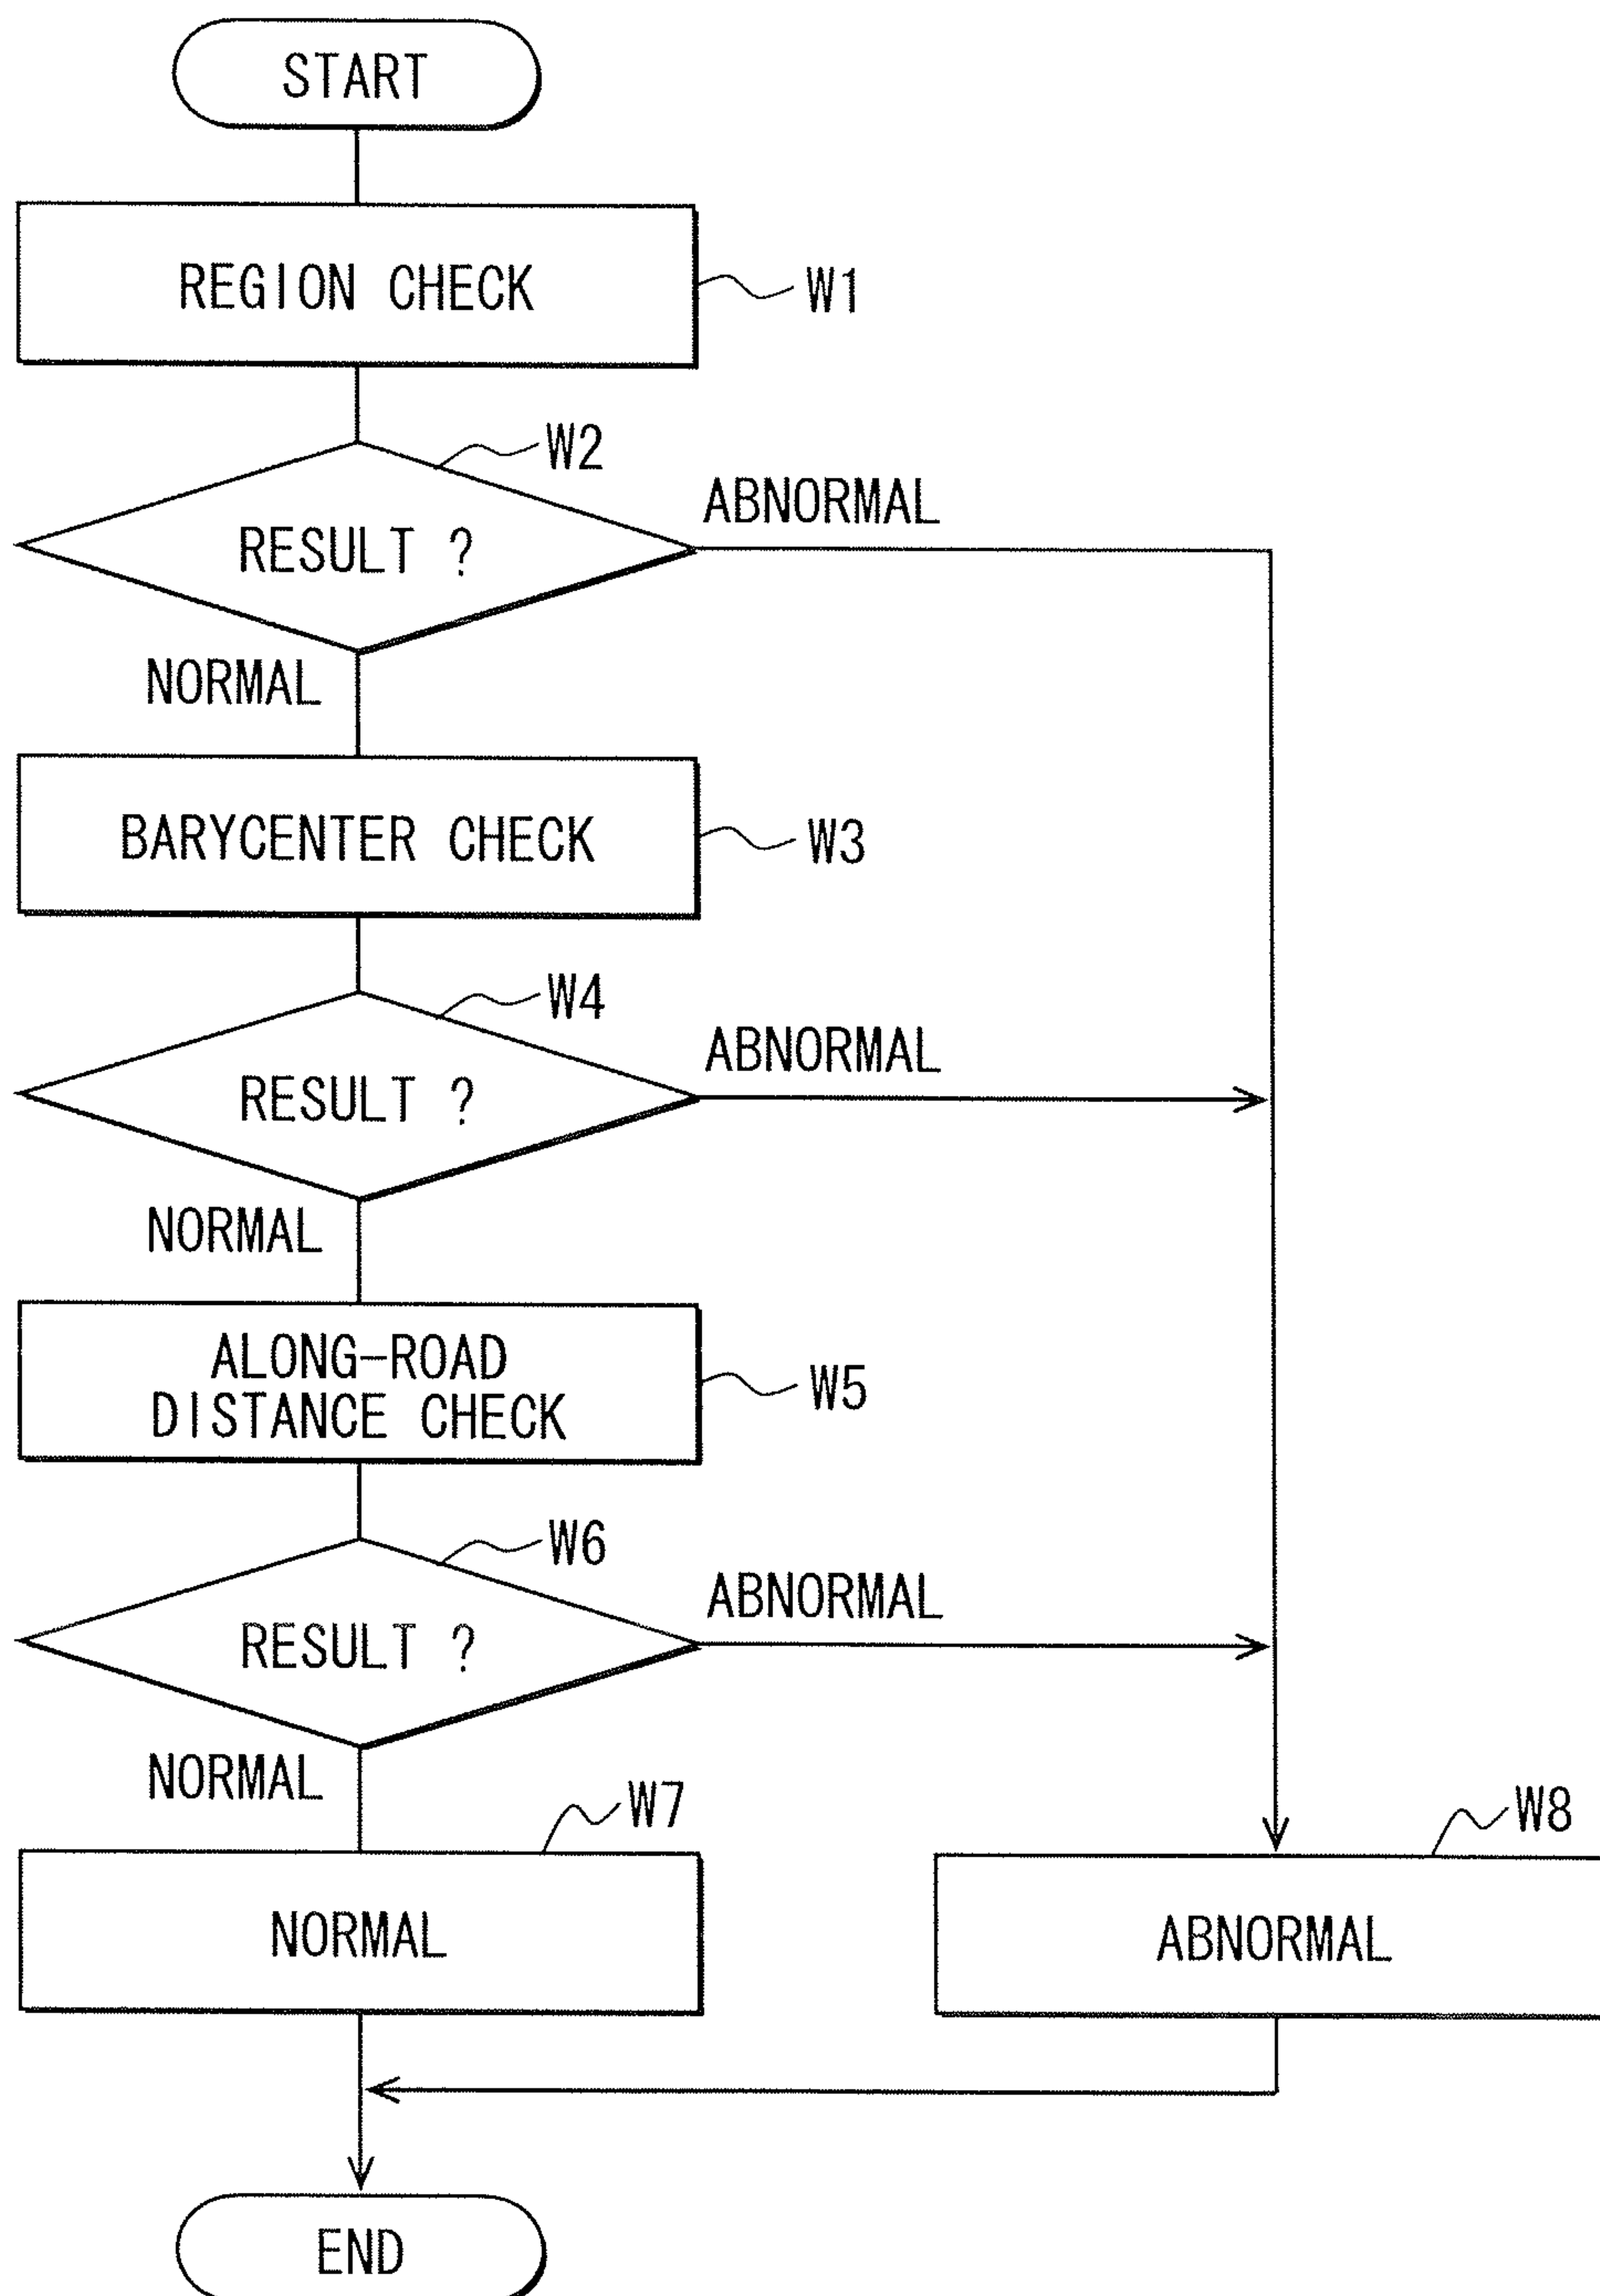 START
REGION CHECK
W1
W2
RESULT ?
ABNORMAL
NORMAL
BARYCENTER CHECK
W3
W4
RESULT ?
ABNORMAL
NORMAL
ALONG-ROAD
DISTANCE CHECK
W5
W6
RESULT ?
ABNORMAL
NORMAL
W7
NORMAL
W8
ABNORMAL
END